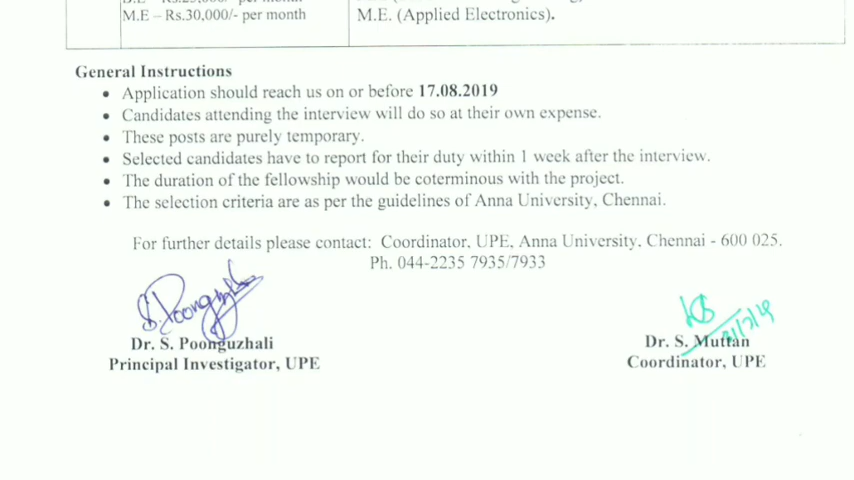 M.E – Rs.30,000/- per month
M.E. (Applied Electronics).
General Instructions
• Application should reach us on or before 17.08.2019
• Candidates attending the interview will do so at their own expense.
• These posts are purely temporary.
• Selected candidates have to report for their duty within 1 week after the interview.
• The duration of the fellowship would be coterminous with the project.
• The selection criteria are as per the guidelines of Anna University, Chennai.
For further details please contact: Coordinator, UPE, Anna University, Chennai - 600 025.
Ph. 044-2235 7935/7933
S. Poonguzhali
Dr. S. Poonguzhali
Principal Investigator, UPE
Dr. S. Muttan
Coordinator, UPE